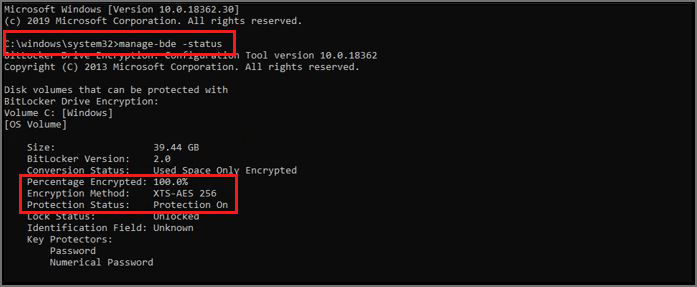 Microsoft Windows [Version 10.0.18362.30]
(c) 2019 Microsoft Corporation. All rights reserved.
C:\windows\system32>manage-bde -status
BitLocker Drive Encryption: Configuration Tool version 10.0.18362
Copyright (C) 2013 Microsoft Corporation. All rights reserved.
Disk volumes that can be protected with
BitLocker Drive Encryption:
Volume C: [Windows]
[OS Volume]
Size: 39.44 GB
BitLocker Version: 2.0
Conversion Status: Used Space Only Encrypted
Percentage Encrypted: 100.0%
Encryption Method: XTS-AES 256
Protection Status: Protection On
Lock Status: Unlocked
Identification Field: Unknown
Key Protectors:
Password
Numerical Password